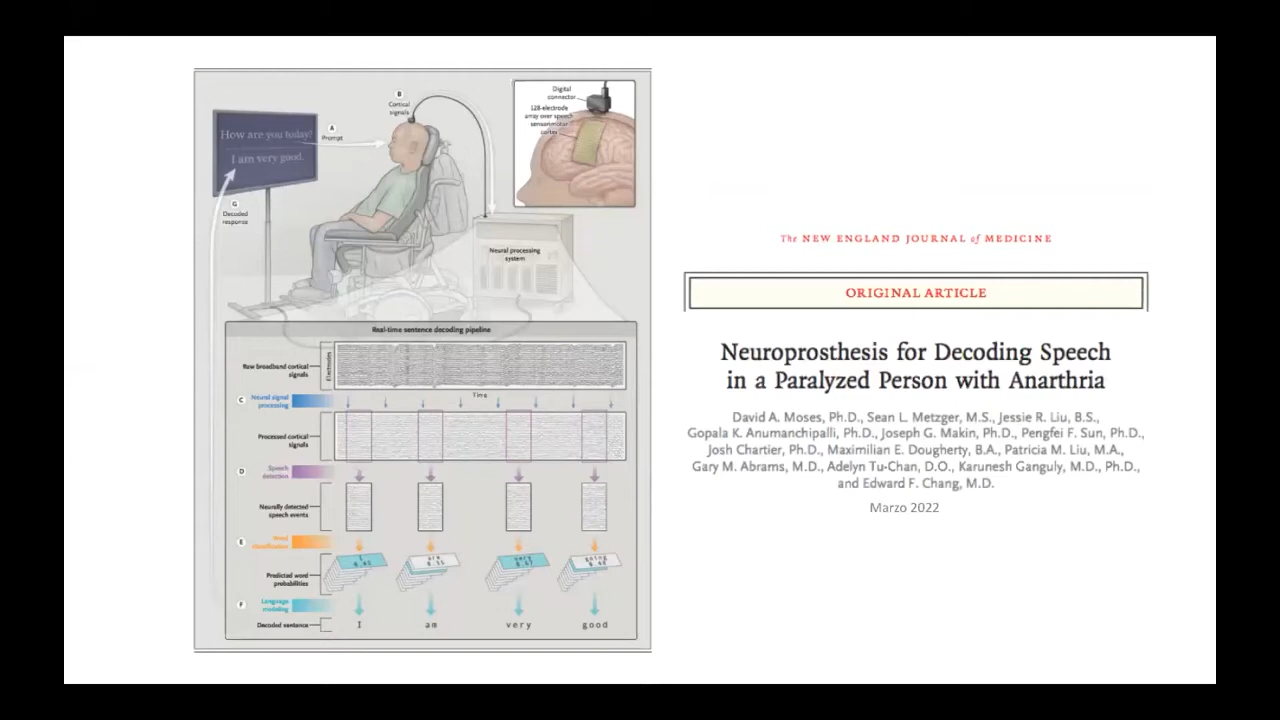 How are you today?
I am very good.
A
Prompt
B
Cortical
signals
Digital
connector
128-electrode
array over speech
sensorimotor
cortex
G
Decoded
response
Neural processing
system
Real-time sentence decoding pipeline
Raw broadband cortical
signals
Electrodes
Time
C
Neural signal
processing
Processed cortical
signals
D
Speech
detection
Neurally detected
speech events
E
Word
classification
Predicted word
probabilities
I
are
very
going
F
Language
modeling
Decoded sentence
I am very good
The NEW ENGLAND JOURNAL of MEDICINE
ORIGINAL ARTICLE
Neuroprosthesis for Decoding Speech
in a Paralyzed Person with Anarthria
David A. Moses, Ph.D., Sean L. Metzger, M.S., Jessie R. Liu, B.S.,
Gopala K. Anumanchipalli, Ph.D., Joseph G. Makin, Ph.D., Pengfei F. Sun, Ph.D.,
Josh Chartier, Ph.D., Maximilian E. Dougherty, B.A., Patricia M. Liu, M.A.,
Gary M. Abrams, M.D., Adelyn Tu-Chan, D.O., Karunesh Ganguly, M.D., Ph.D.,
and Edward F. Chang, M.D.
Marzo 2022